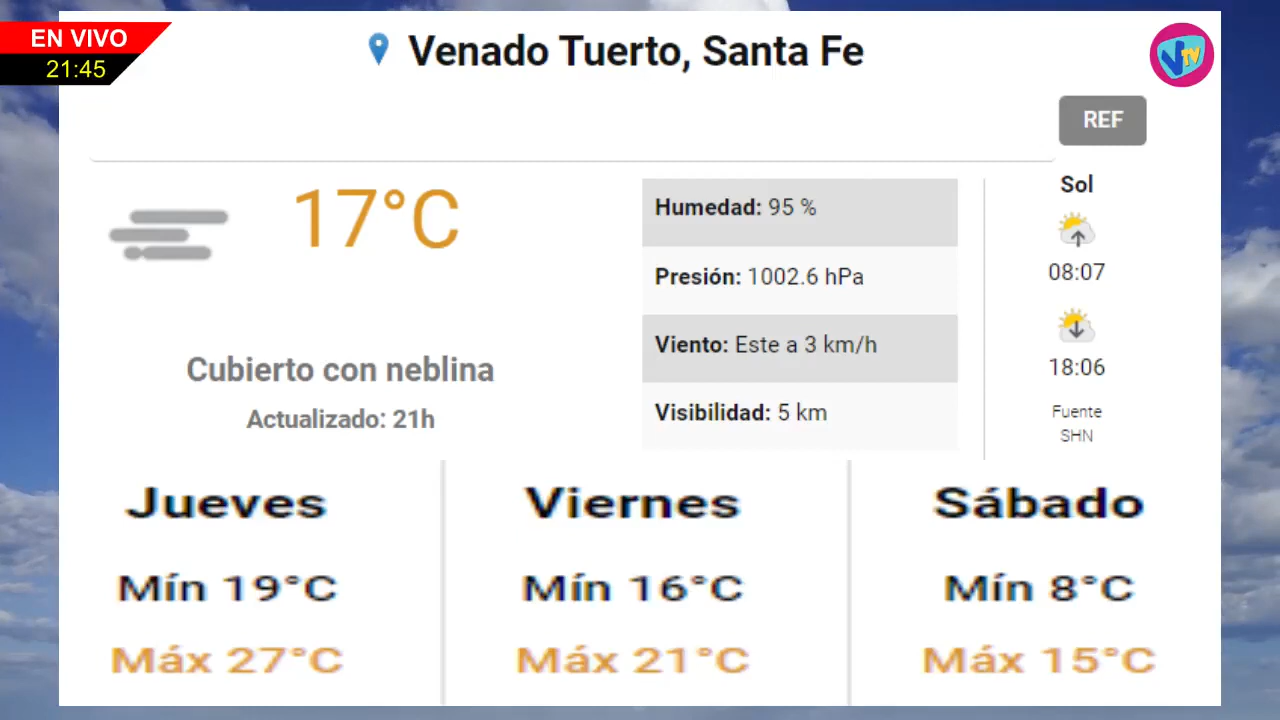 EN VIVO
21:45
Venado Tuerto, Santa Fe
VTV
REF
17°C
Cubierto con neblina
Actualizado: 21h
Humedad: 95 %
Presión: 1002.6 hPa
Viento: Este a 3 km/h
Visibilidad: 5 km
Sol
08:07
18:06
Fuente
SHN
Jueves
Mín 19°C
Máx 27°C
Viernes
Mín 16°C
Máx 21°C
Sábado
Mín 8°C
Máx 15°C